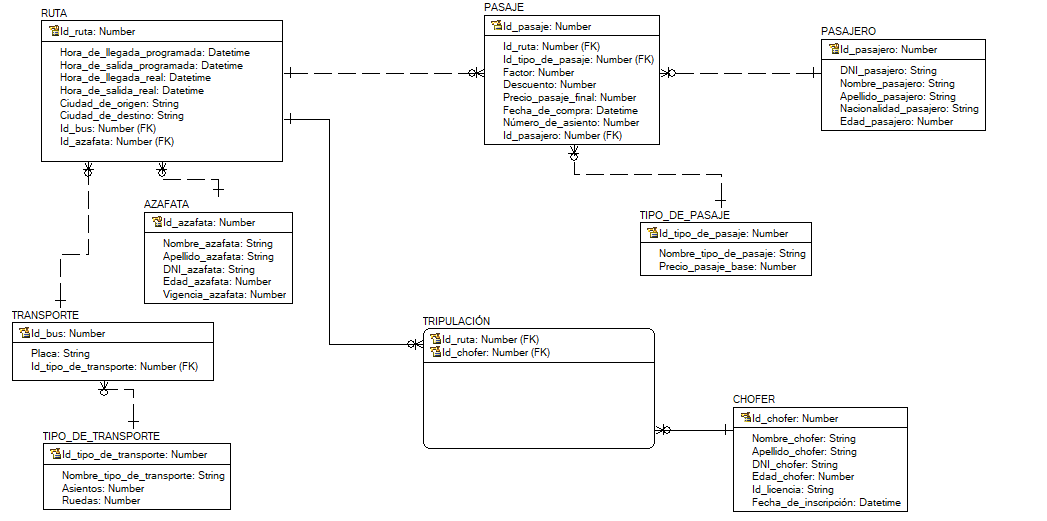 RUTA
Id_ruta: Number
Hora_de_llegada_programada: Datetime
Hora_de_salida_programada: Datetime
Hora_de_llegada_real: Datetime
Hora_de_salida_real: Datetime
Ciudad_de_origen: String
Ciudad_de_destino: String
Id_bus: Number (FK)
Id_azafata: Number (FK)
PASAJE
Id_pasaje: Number
Id_ruta: Number (FK)
Id_tipo_de_pasaje: Number (FK)
Factor: Number
Descuento: Number
Precio_pasaje_final: Number
Fecha_de_compra: Datetime
Número_de_asiento: Number
Id_pasajero: Number (FK)
PASAJERO
Id_pasajero: Number
DNI_pasajero: String
Nombre_pasajero: String
Apellido_pasajero: String
Nacionalidad_pasajero: String
Edad_pasajero: Number
AZAFATA
Id_azafata: Number
Nombre_azafata: String
Apellido_azafata: String
DNI_azafata: String
Edad_azafata: Number
Vigencia_azafata: Number
TIPO_DE_PASAJE
Id_tipo_de_pasaje: Number
Nombre_tipo_de_pasaje: String
Precio_pasaje_base: Number
TRANSPORTE
Id_bus: Number
Placa: String
Id_tipo_de_transporte: Number (FK)
TRIPULACIÓN
Id_ruta: Number (FK)
Id_chofer: Number (FK)
TIPO_DE_TRANSPORTE
Id_tipo_de_transporte: Number
Nombre_tipo_de_transporte: String
Asientos: Number
Ruedas: Number
CHOFER
Id_chofer: Number
Nombre_chofer: String
Apellido_chofer: String
DNI_chofer: String
Edad_chofer: Number
Id_licencia: String
Fecha_de_inscripción: Datetime